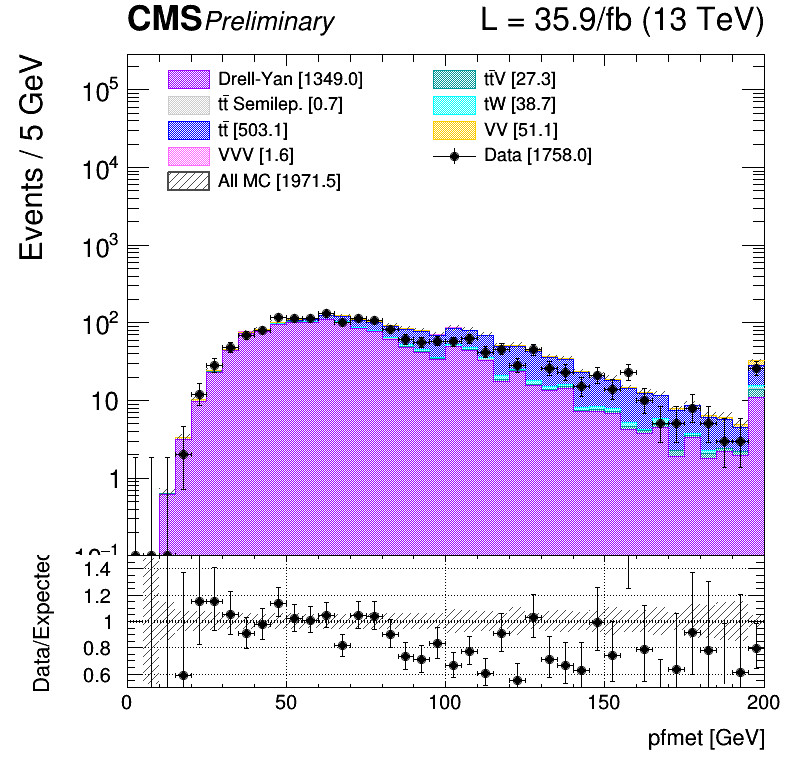 CMS Preliminary L = 35.9/fb (13 TeV)
Events / 5 GeV
10⁵
10⁴
10³
10²
10
1
10⁻¹
Drell-Yan [1349.0]
tt̄ Semilep. [0.7]
tt̄ [503.1]
VVV [1.6]
All MC [1971.5]
tt̄V [27.3]
tW [38.7]
VV [51.1]
Data [1758.0]
Data/Expected
1.4
1.2
1
0.8
0.6
0 50 100 150 200
pfmet [GeV]